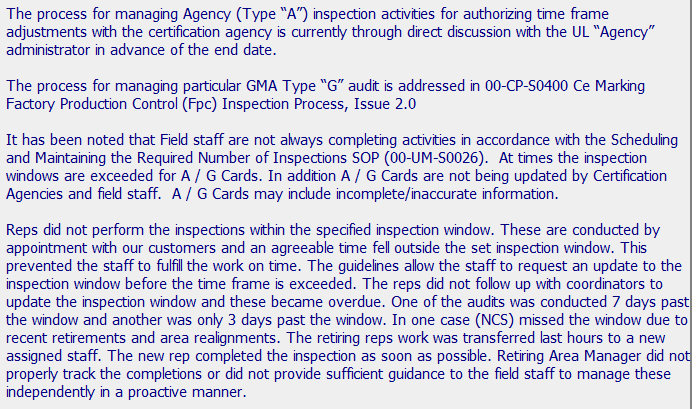 The process for managing Agency (Type “A”) inspection activities for authorizing time frame
adjustments with the certification agency is currently through direct discussion with the UL “Agency”
administrator in advance of the end date.
The process for managing particular GMA Type “G” audit is addressed in 00-CP-S0400 Ce Marking
Factory Production Control (Fpc) Inspection Process, Issue 2.0
It has been noted that Field staff are not always completing activities in accordance with the Scheduling
and Maintaining the Required Number of Inspections SOP (00-UM-S0026).  At times the inspection
windows are exceeded for A / G Cards. In addition A / G Cards are not being updated by Certification
Agencies and field staff.  A / G Cards may include incomplete/inaccurate information.
Reps did not perform the inspections within the specified inspection window. These are conducted by
appointment with our customers and an agreeable time fell outside the set inspection window. This
prevented the staff to fulfill the work on time. The guidelines allow the staff to request an update to the
inspection window before the time frame is exceeded. The reps did not follow up with coordinators to
update the inspection window and these became overdue. One of the audits was conducted 7 days past
the window and another was only 3 days past the window. In one case (NCS) missed the window due to
recent retirements and area realignments. The retiring reps work was transferred last hours to a new
assigned staff. The new rep completed the inspection as soon as possible. Retiring Area Manager did not
properly track the completions or did not provide sufficient guidance to the field staff to manage these
independently in a proactive manner.